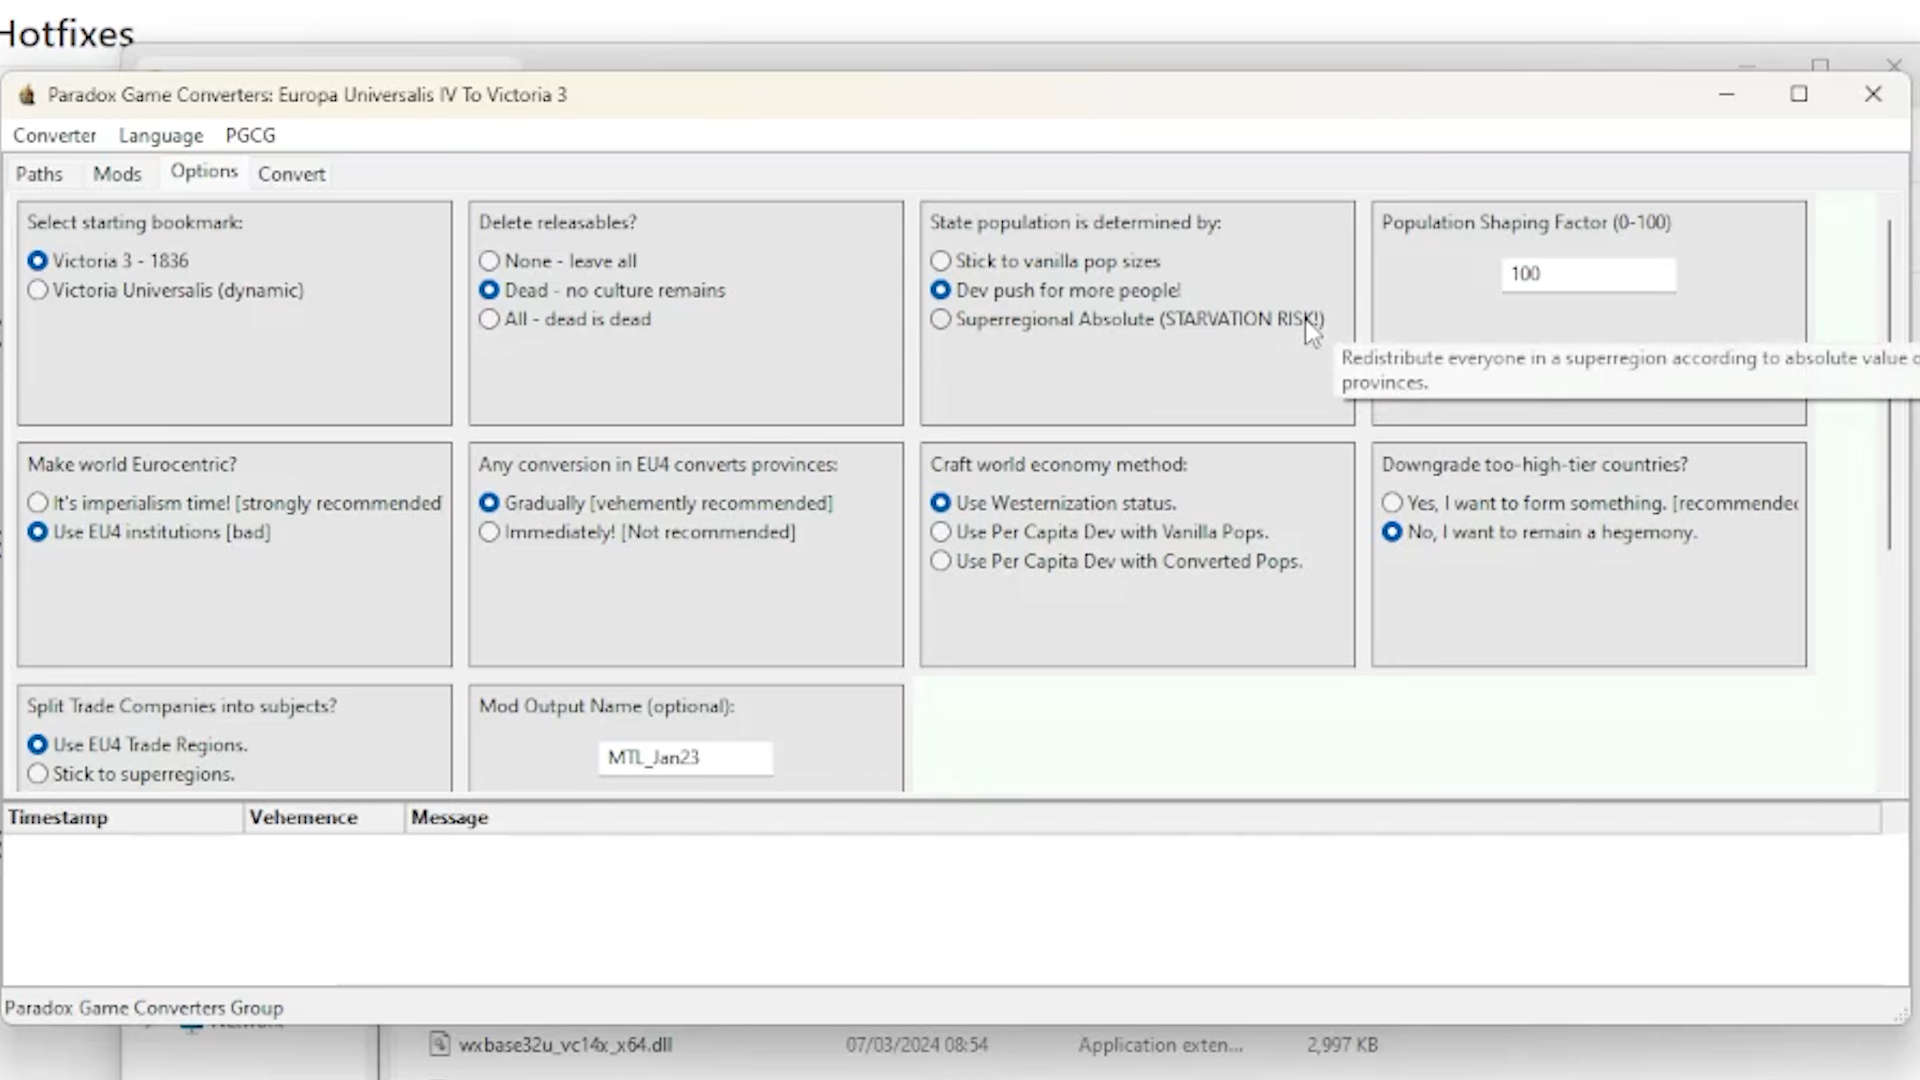 Hotfixes
Paradox Game Converters: Europa Universalis IV To Victoria 3
Converter Language PGCG
Paths Mods Options Convert
Select starting bookmark:
Victoria 3 - 1836
Victoria Universalis (dynamic)
Delete releasables?
None - leave all
Dead - no culture remains
All - dead is dead
State population is determined by:
Stick to vanilla pop sizes
Dev push for more people!
Superregional Absolute (STARVATION RISK!)
Population Shaping Factor (0-100)
100
Redistribute everyone in a superregion according to absolute value
provinces.
Make world Eurocentric?
It's imperialism time! [strongly recommended
Use EU4 institutions [bad]
Any conversion in EU4 converts provinces:
Gradually [vehemently recommended]
Immediately! [Not recommended]
Craft world economy method:
Use Westernization status.
Use Per Capita Dev with Vanilla Pops.
Use Per Capita Dev with Converted Pops.
Downgrade too-high-tier countries?
Yes, I want to form something. [recommended
No, I want to remain a hegemony.
Split Trade Companies into subjects?
Use EU4 Trade Regions.
Stick to superregions.
Mod Output Name (optional):
MTL_Jan23
Timestamp Vehemence Message
Paradox Game Converters Group
wxbase32u_vc14x_x64.dll 07/03/2024 08:54 Application exten... 2,997 KB